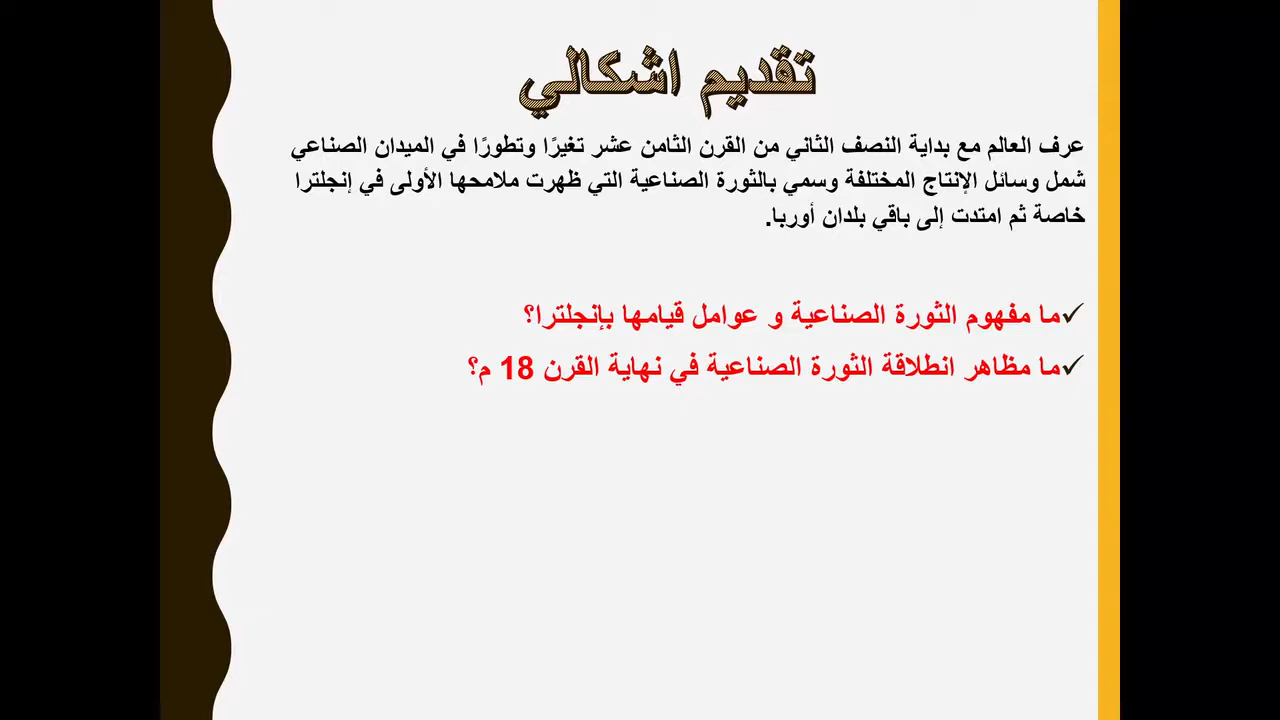 تقديم اشكالي
عرف العالم مع بداية النصف الثاني من القرن الثامن عشر تغيرًا وتطورًا في الميدان الصناعي
شمل وسائل الإنتاج المختلفة وسمي بالثورة الصناعية التي ظهرت ملامحها الأولى في إنجلترا
خاصة ثم امتدت إلى باقي بلدان أوربا.
✓ما مفهوم الثورة الصناعية و عوامل قيامها بإنجلترا؟
✓ما مظاهر انطلاقة الثورة الصناعية في نهاية القرن 18 م؟